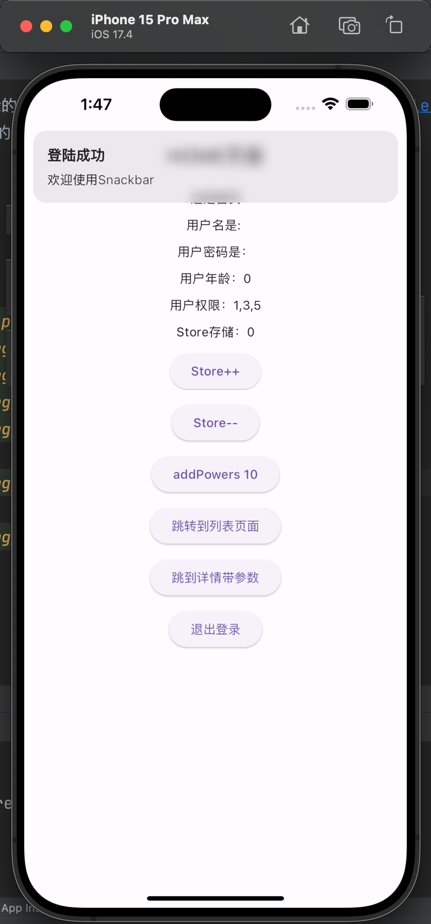 iPhone 15 Pro Max
iOS 17.4
1:47
登陆成功
欢迎使用Snackbar
用户名是:
用户密码是:
用户年龄：0
用户权限：1,3,5
Store存储：0
Store++
Store--
addPowers 10
跳转到列表页面
跳到详情带参数
退出登录
App In